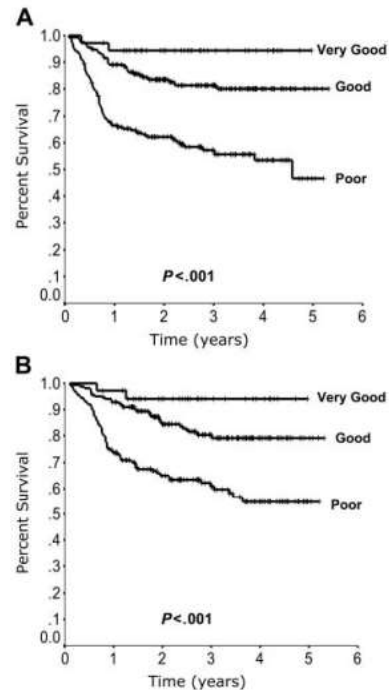 A
1.0
.9
Very Good
.8
Good
.7
.6
.5
Poor
.4
.3
.2
.1
0.0
Percent Survival
P<.001
0 1 2 3 4 5 6
Time (years)
B
1.0
.9
Very Good
.8
Good
.7
.6
.5
Poor
.4
.3
.2
.1
0.0
Percent Survival
P<.001
0 1 2 3 4 5 6
Time (years)